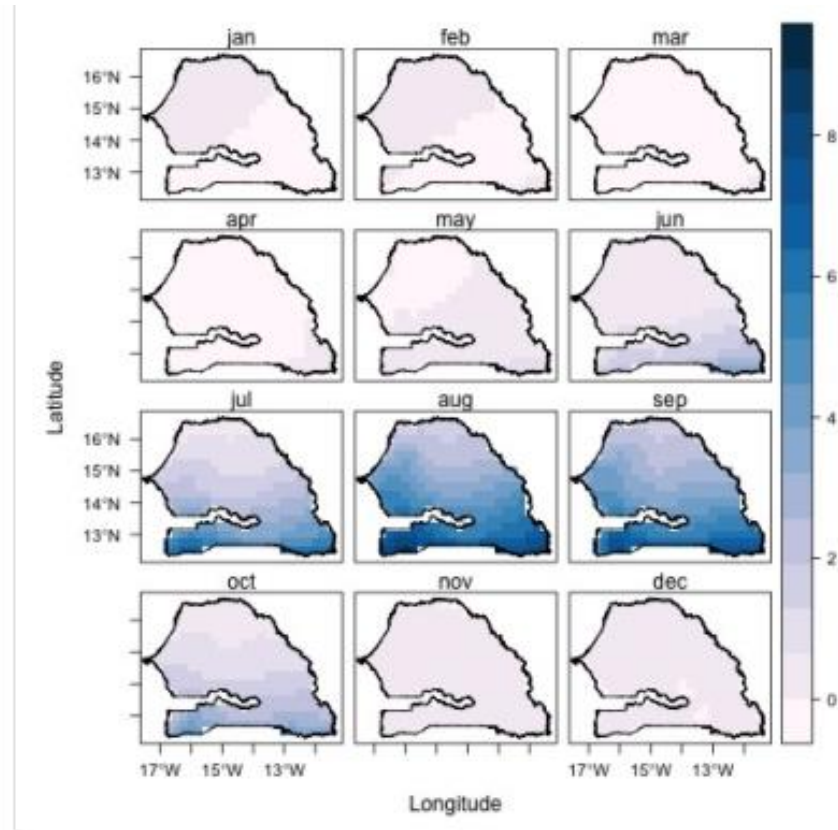 jan feb mar
16°N
15°N
14°N
13°N
8
apr may jun
6
Latitude
jul aug sep
16°N
15°N
14°N
13°N
4
2
oct nov dec
0
17°W 15°W 13°W 17°W 15°W 13°W
Longitude